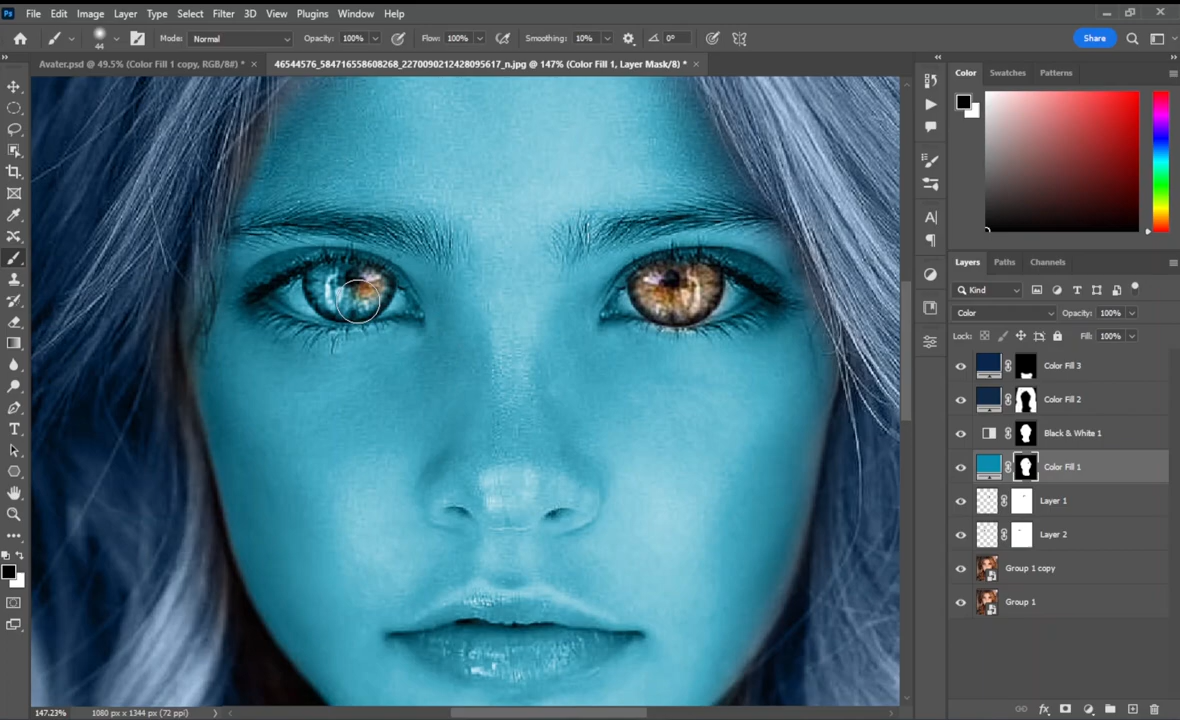 Ps File Edit Image Layer Type Select Filter 3D View Plugins Window Help
44 Mode: Normal Opacity: 100% Flow: 100% Smoothing: 10% 0° Share
Avater.psd @ 49.5% (Color Fill 1 copy, RGB/8#) * × 46544576_584716558608268_2270090212428095617_n.jpg @ 147% (Color Fill 1, Layer Mask/8) * ×
Color Swatches Patterns
Layers Paths Channels
Kind
Color Opacity: 100%
Lock: Fill: 100%
Color Fill 3
Color Fill 2
Black & White 1
Color Fill 1
Layer 1
Layer 2
Group 1 copy
Group 1
147.23% 1080 px x 1344 px (72 ppi)